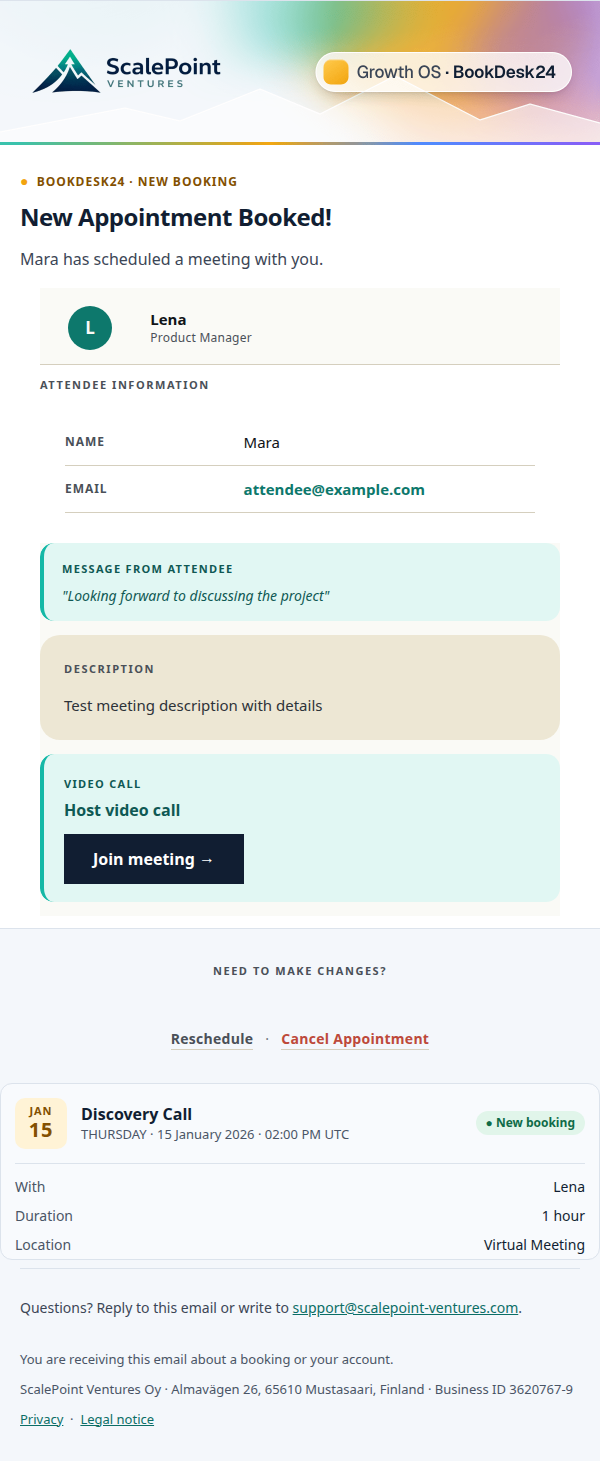 ScalePoint
VENTURES
Growth OS · BookDesk24
BOOKDESK24 · NEW BOOKING
New Appointment Booked!
Mara has scheduled a meeting with you.
L
Lena
Product Manager
ATTENDEE INFORMATION
NAME Mara
EMAIL attendee@example.com
MESSAGE FROM ATTENDEE
"Looking forward to discussing the project"
DESCRIPTION
Test meeting description with details
VIDEO CALL
Host video call
Join meeting →
NEED TO MAKE CHANGES?
Reschedule · Cancel Appointment
JAN
15
Discovery Call
THURSDAY · 15 January 2026 · 02:00 PM UTC
● New booking
With Lena
Duration 1 hour
Location Virtual Meeting
Questions? Reply to this email or write to support@scalepoint-ventures.com.
You are receiving this email about a booking or your account.
ScalePoint Ventures Oy · Almavägen 26, 65610 Mustasaari, Finland · Business ID 3620767-9
Privacy · Legal notice